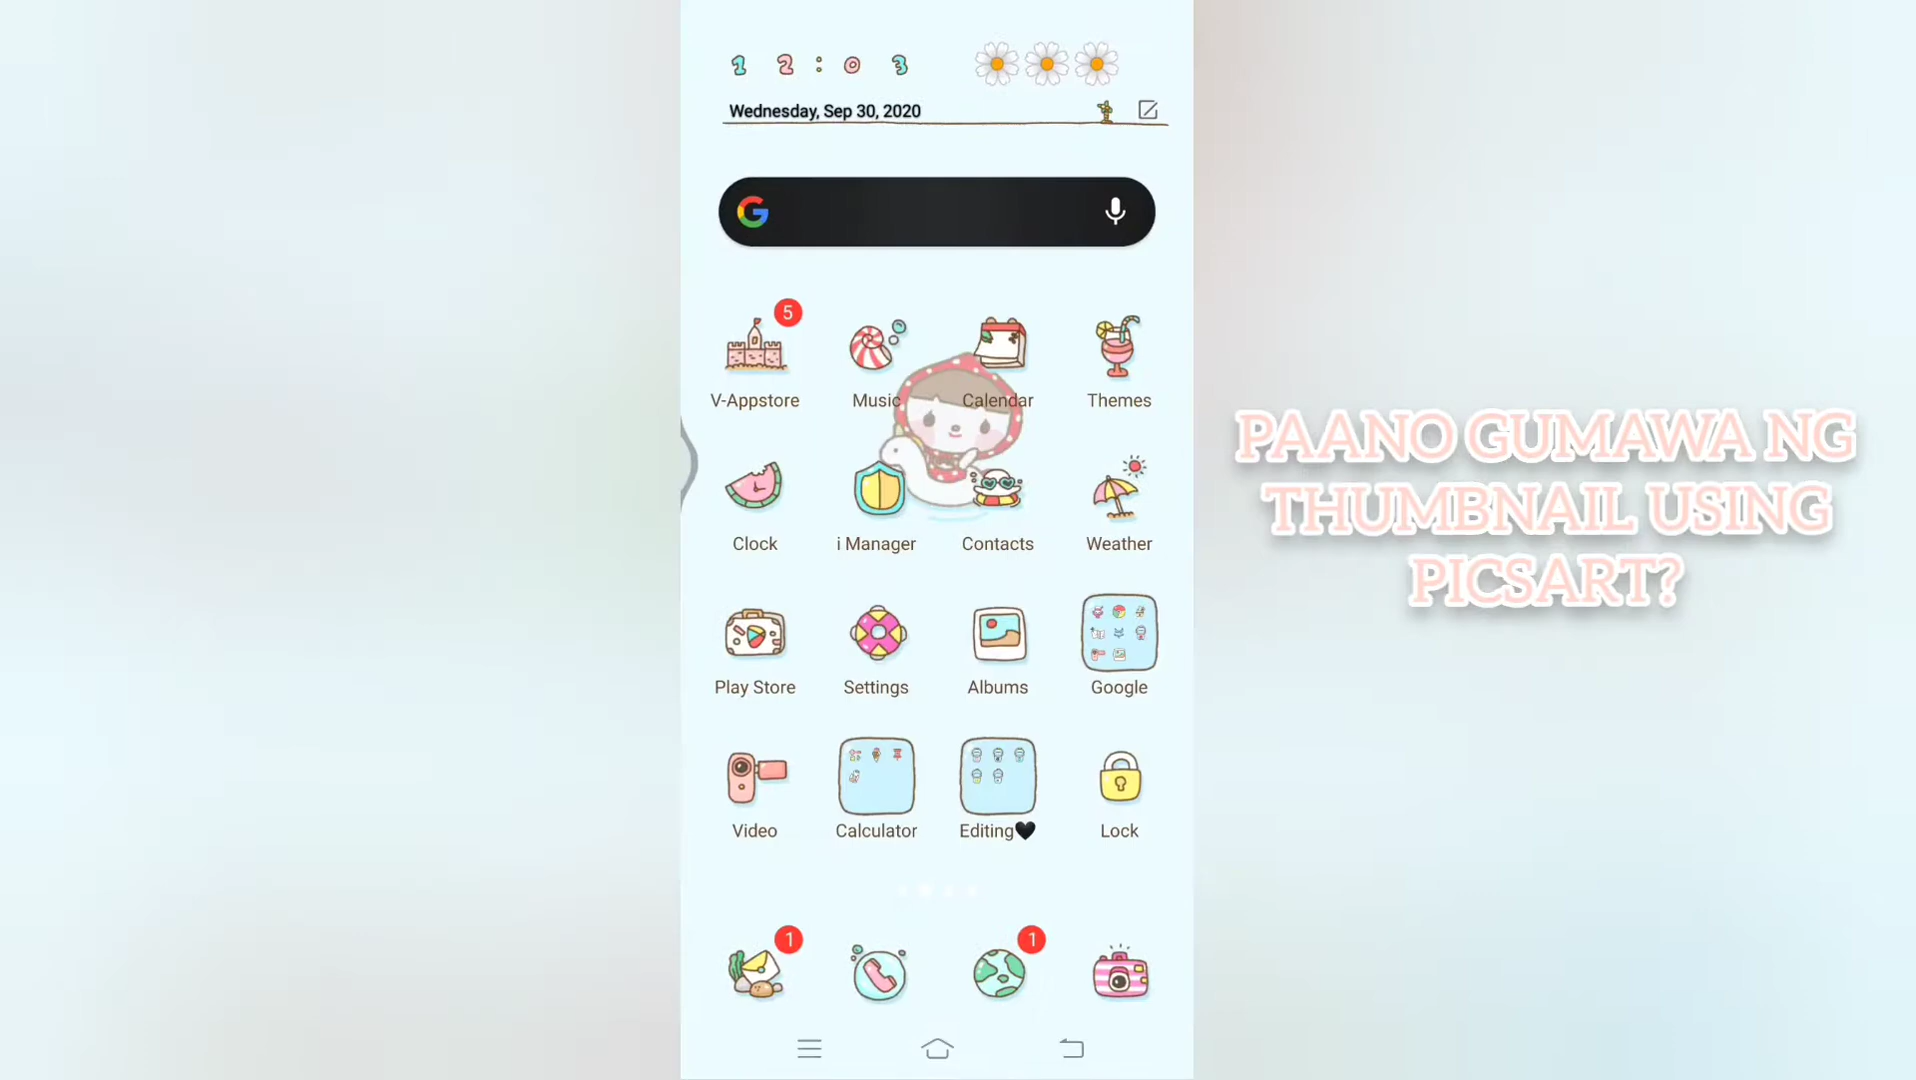 12:03
Wednesday, Sep 30, 2020
G
5
V-Appstore
Music
Calendar
Themes
Clock
i Manager
Contacts
Weather
PAANO GUMAWA NG
THUMBNAIL USING
PICSART?
Play Store
Settings
Albums
Google
Video
Calculator
Editing🖤
Lock
1
1